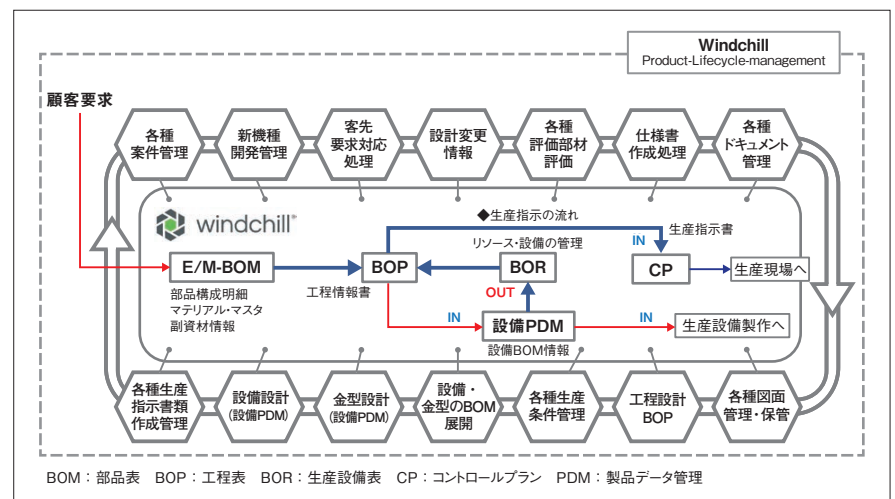 Windchill
Product-Lifecycle-management
顧客要求
各種
案件管理
新機種
開発管理
客先
要求対応
処理
設計変更
情報
各種
評価部材
評価
仕様書
作成処理
各種
ドキュメント
管理
windchill®
◆生産指示の流れ
リソース・設備の管理
IN
生産指示書
E/M-BOM
BOP
BOR
CP
生産現場へ
部品構成明細
マテリアル・マスタ
副資材情報
工程情報書
OUT
IN
設備PDM
IN
生産設備製作へ
設備BOM情報
各種生産
指示書類
作成管理
設備設計
(設備PDM)
金型設計
(設備PDM)
設備・
金型のBOM
展開
各種生産
条件管理
工程設計
BOP
各種図面
管理・保管
BOM：部品表　BOP：工程表　BOR：生産設備表　CP：コントロールプラン　PDM：製品データ管理